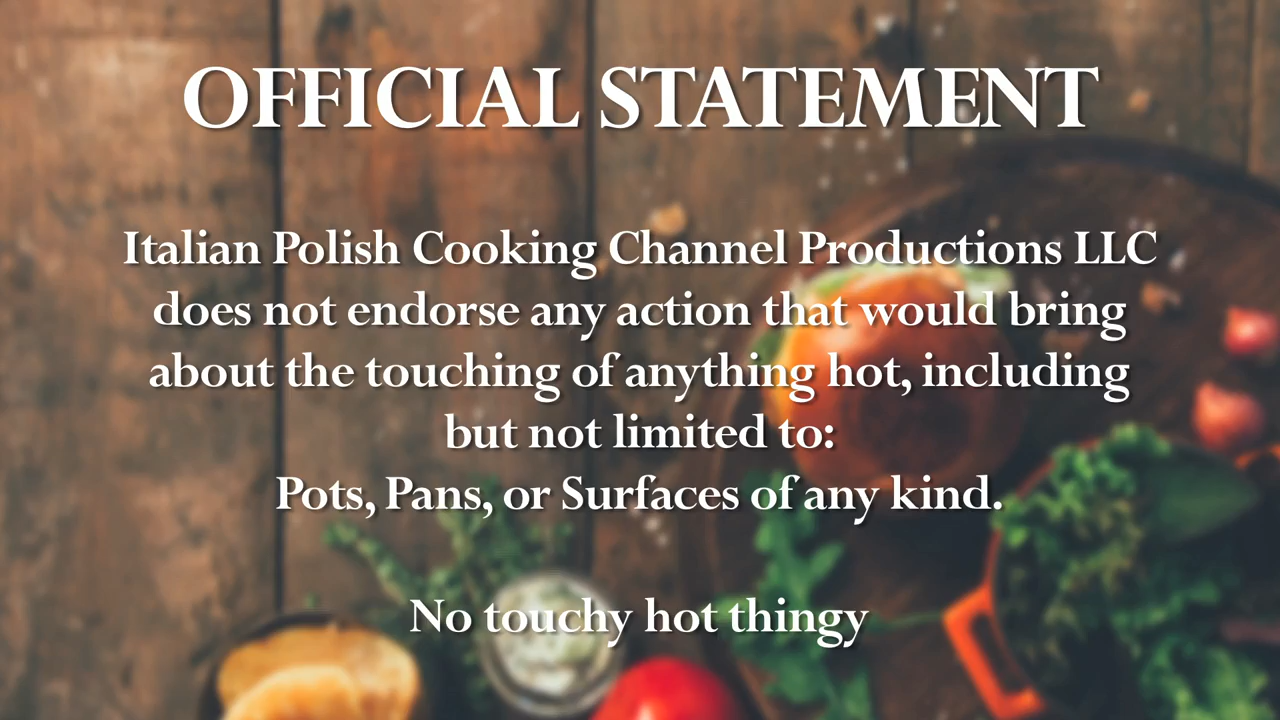 OFFICIAL STATEMENT
Italian Polish Cooking Channel Productions LLC
does not endorse any action that would bring
about the touching of anything hot, including
but not limited to:
Pots, Pans, or Surfaces of any kind.
No touchy hot thingy